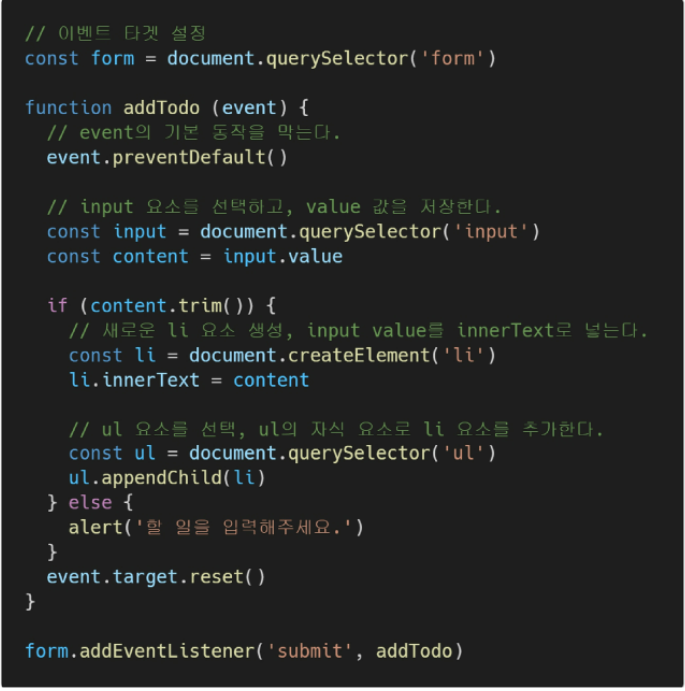 // 이벤트 타겟 설정
const form = document.querySelector('form')
function addTodo (event) {
// event의 기본 동작을 막는다.
event.preventDefault()
// input 요소를 선택하고, value 값을 저장한다.
const input = document.querySelector('input')
const content = input.value
if (content.trim()) {
// 새로운 li 요소 생성, input value를 innerText로 넣는다.
const li = document.createElement('li')
li.innerText = content
// ul 요소를 선택, ul의 자식 요소로 li 요소를 추가한다.
const ul = document.querySelector('ul')
ul.appendChild(li)
} else {
alert('할 일을 입력해주세요.')
}
event.target.reset()
}
form.addEventListener('submit', addTodo)